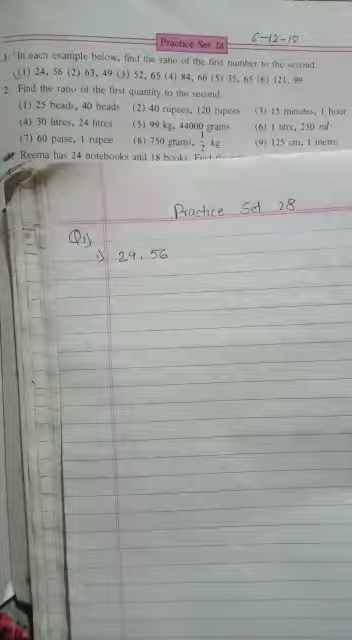 Practice Set 28
6-12-18
1. In each example below, find the ratio of the first number to the second.
(1) 24, 56 (2) 63, 49 (3) 52, 65 (4) 84, 60 (5) 35, 65 (6) 121, 99
2. Find the ratio of the first quantity to the second.
(1) 25 beads, 40 beads (2) 40 rupees, 120 rupees (3) 15 minutes, 1 hour
(4) 30 litres, 24 litres (5) 99 kg, 44000 grams (6) 1 litre, 250 ml
(7) 60 paise, 1 rupee (8) 750 grams, 1/2 kg (9) 125 cm, 1 metre
Reema has 24 notebooks and 18 books. Find
Practice Set 28
Q1)
1) 24, 56